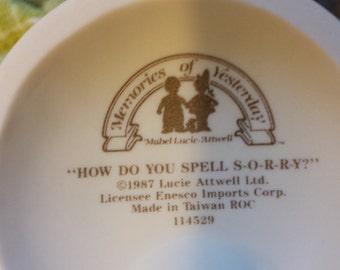 Memories of Yesterday
Mabel Lucie Attwell
™
"HOW DO YOU SPELL S-O-R-R-Y?"
©1987 Lucie Attwell Ltd.
Licensee Enesco Imports Corp.
Made in Taiwan ROC
114529